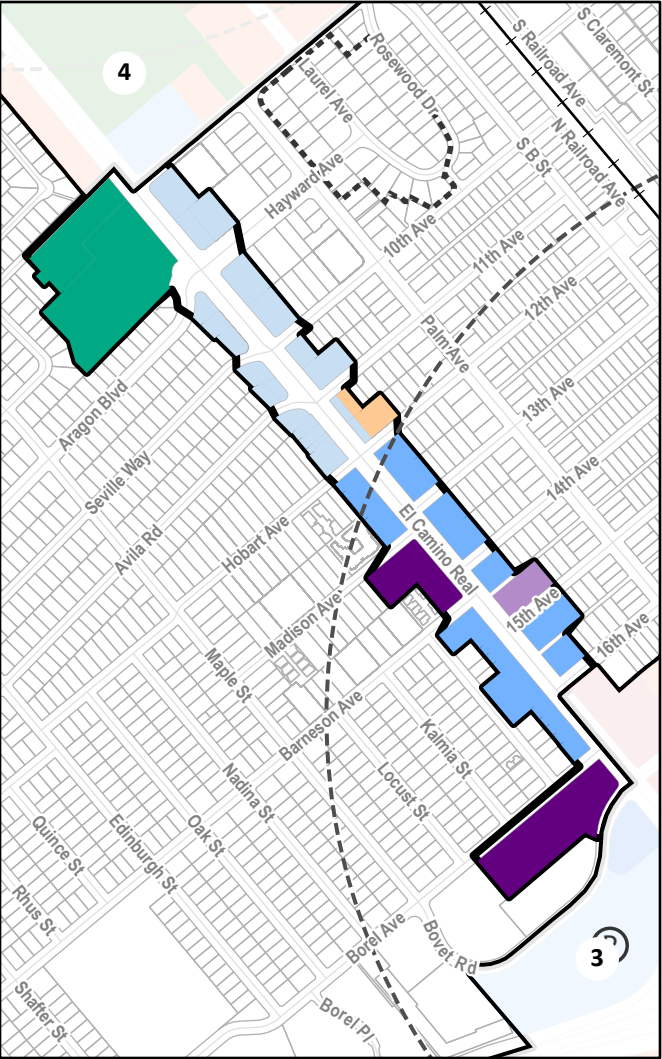 S Railroad Ave
S Claremont St
Rosewood Dr
4
Laurel Ave
N Railroad Ave
S B St
Hayward Ave
10th Ave
11th Ave
12th Ave
Palm Ave
13th Ave
Aragon Blvd
14th Ave
Seville Way
El Camino Real
Avila Rd
Hobart Ave
15th Ave
16th Ave
Madison Ave
Maple St
Barneson Ave
Kalmia St
Nadina St
Locust St
Oak St
Quince St
Edinburgh St
Rhus St
Borel Ave
Bovet Rd
3
Shafter St
Borel Pl